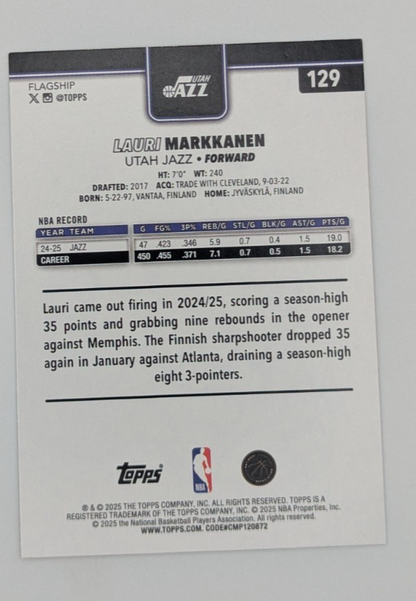 FLAGSHIP
@TOPPS
UTAH
JAZZ
129
LAURI MARKKANEN
UTAH JAZZ • FORWARD
HT: 7'0" WT: 240
DRAFTED: 2017 ACQ: TRADE WITH CLEVELAND, 9-03-22
BORN: 5-22-97, VANTAA, FINLAND HOME: JYVÄSKYLÄ, FINLAND
NBA RECORD
YEAR TEAM G FG% 3P% REB/G STL/G BLK/G AST/G PTS/G
24-25 JAZZ 47 .423 .346 5.9 0.7 0.4 1.5 19.0
CAREER 450 .455 .371 7.1 0.7 0.5 1.5 18.2
Lauri came out firing in 2024/25, scoring a season-high
35 points and grabbing nine rebounds in the opener
against Memphis. The Finnish sharpshooter dropped 35
again in January against Atlanta, draining a season-high
eight 3-pointers.
Topps
NBA
® & © 2025 THE TOPPS COMPANY, INC. ALL RIGHTS RESERVED. TOPPS IS A
REGISTERED TRADEMARK OF THE TOPPS COMPANY, INC. © 2025 NBA Properties, Inc.
© 2025 the National Basketball Players Association. All rights reserved.
WWW.TOPPS.COM. CODE#CMP120872